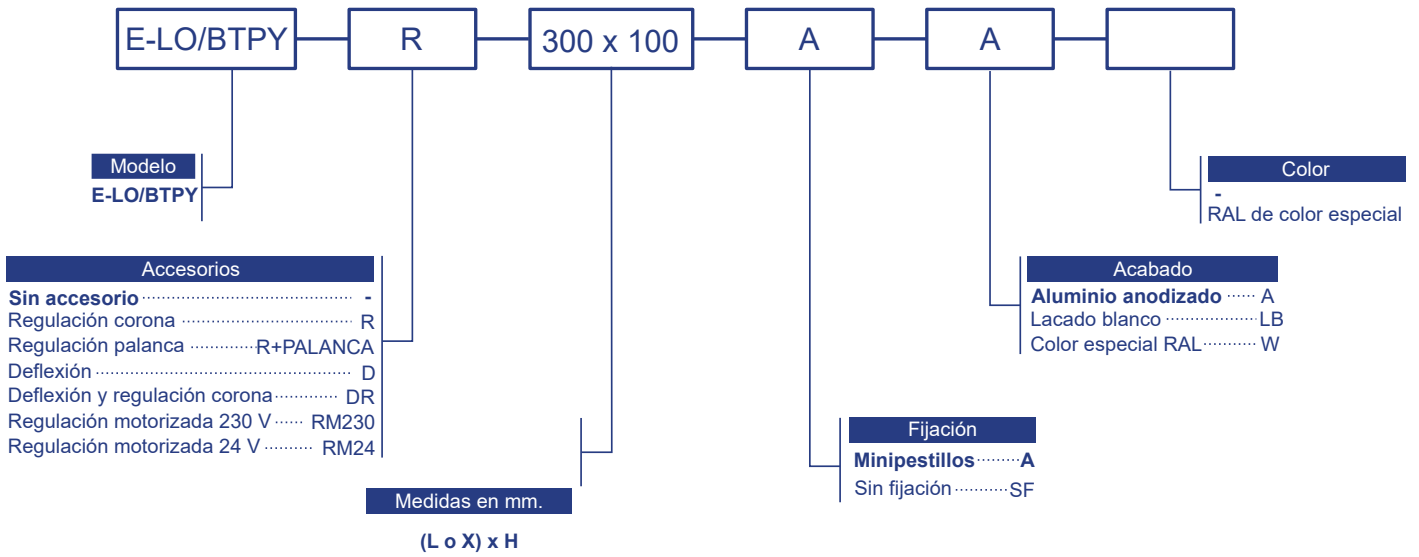 E-LO/BTPY R 300 x 100 A A
Modelo
E-LO/BTPY
Color
-
RAL de color especial
Accesorios
Sin accesorio -
Regulación corona R
Regulación palanca R+PALANCA
Deflexión D
Deflexión y regulación corona DR
Regulación motorizada 230 V RM230
Regulación motorizada 24 V RM24
Acabado
Aluminio anodizado A
Lacado blanco LB
Color especial RAL W
Fijación
Minipestillos A
Sin fijación SF
Medidas en mm.
(L o X) x H